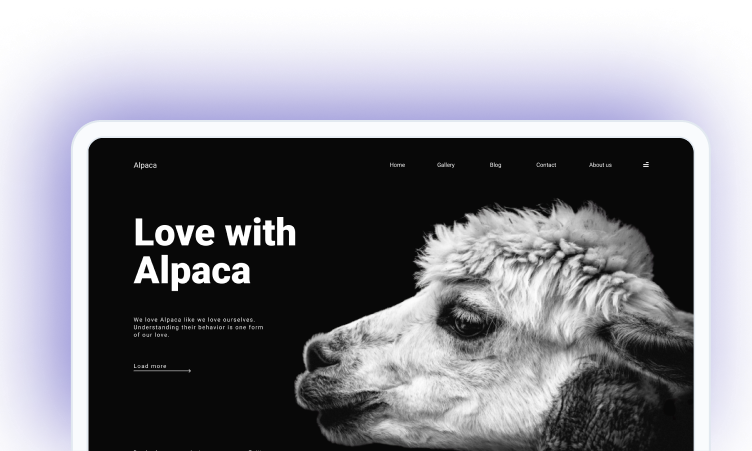 Alpaca
Home
Gallery
Blog
Contact
About us
Love with
Alpaca
We love Alpaca like we love ourselves.
Understanding their behavior is one form
of our love.
Load more